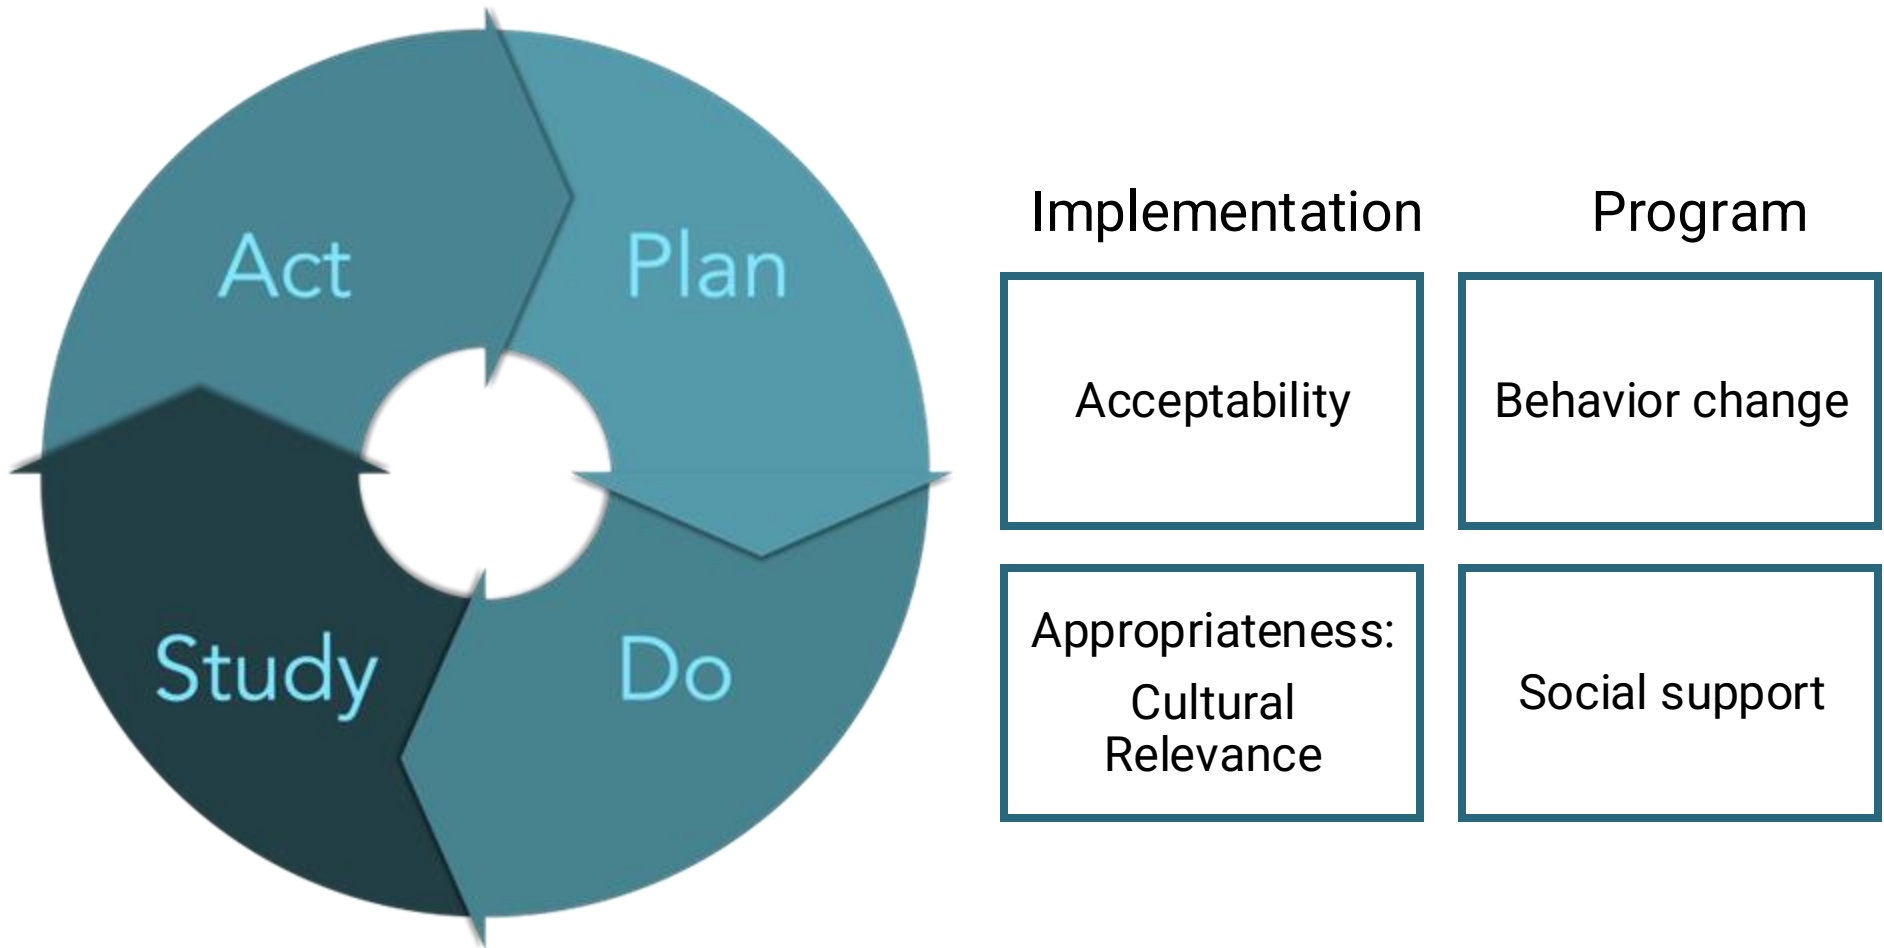 Act
Plan
Study
Do
Implementation
Program
Acceptability
Behavior change
Appropriateness:
Cultural
Relevance
Social support